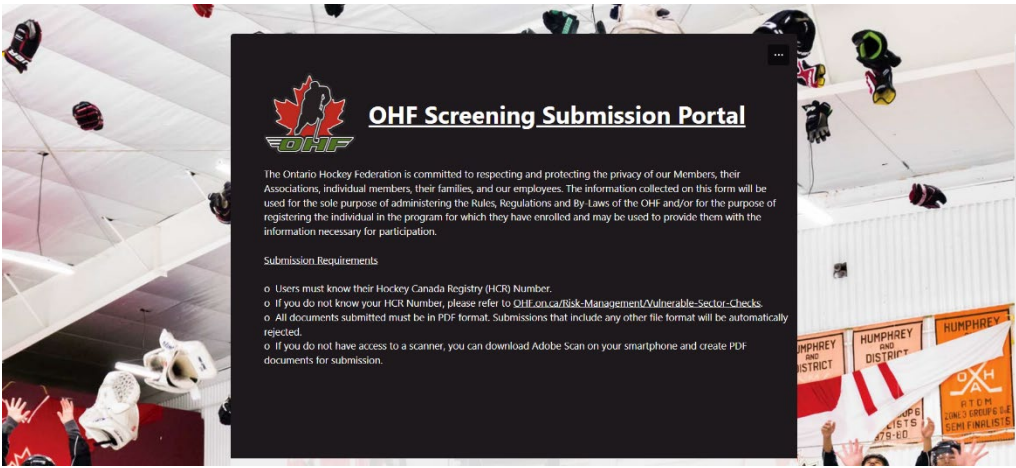 ...
OHF Screening Submission Portal
OHF
The Ontario Hockey Federation is committed to respecting and protecting the privacy of our Members, their
Associations, individual members, their families, and our employees. The information collected on this form will be
used for the sole purpose of administering the Rules, Regulations and By-Laws of the OHF and/or for the purpose of
registering the individual in the program for which they have enrolled and may be used to provide them with the
information necessary for participation.
Submission Requirements
o Users must know their Hockey Canada Registry (HCR) Number.
o If you do not know your HCR Number, please refer to OHF.on.ca/Risk-Management/Vulnerable-Sector-Checks.
o All documents submitted must be in PDF format. Submissions that include any other file format will be automatically
rejected.
o If you do not have access to a scanner, you can download Adobe Scan on your smartphone and create PDF
documents for submission.
HUMPHREY
AND
DISTRICT
HUMPHREY
OHA
SEMI FINALISTS
79-80